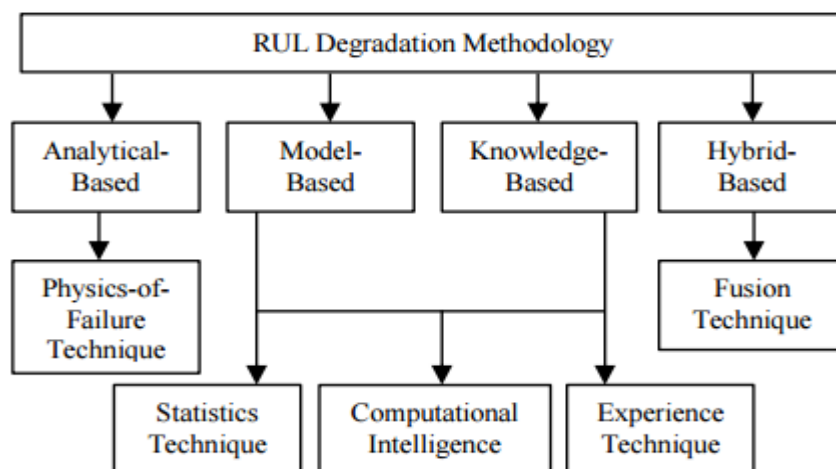 RUL Degradation Methodology
Analytical-
Based
Model-
Based
Knowledge-
Based
Hybrid-
Based
Physics-of-
Failure
Technique
Fusion
Technique
Statistics
Technique
Computational
Intelligence
Experience
Technique